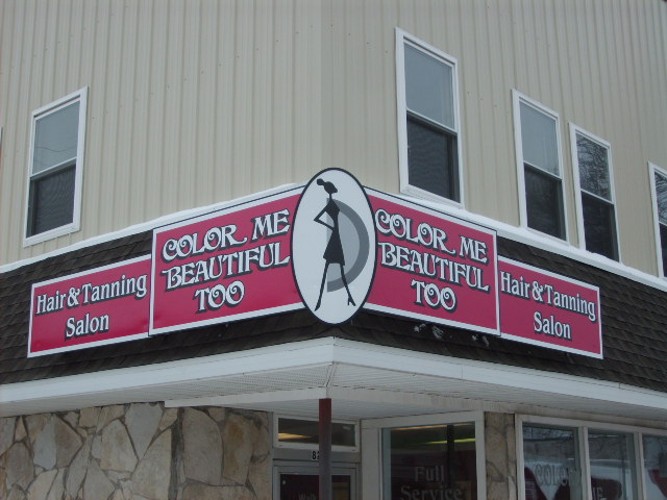 Hair & Tanning
Salon
COLOR ME
BEAUTIFUL
TOO
COLOR ME
BEAUTIFUL
TOO
Hair & Tanning
Salon
Full
Service